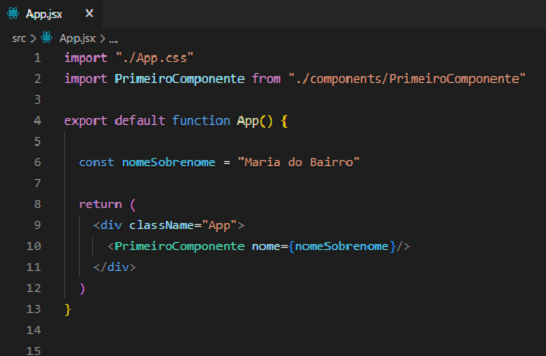 App.jsx X
src > App.jsx > ...
1 import "./App.css"
2 import PrimeiroComponente from "./components/PrimeiroComponente"
3
4 export default function App() {
5
6 const nomeSobrenome = "Maria do Bairro"
7
8 return (
9 <div className="App">
10 <PrimeiroComponente nome={nomeSobrenome}/>
11 </div>
12 )
13 }
14
15